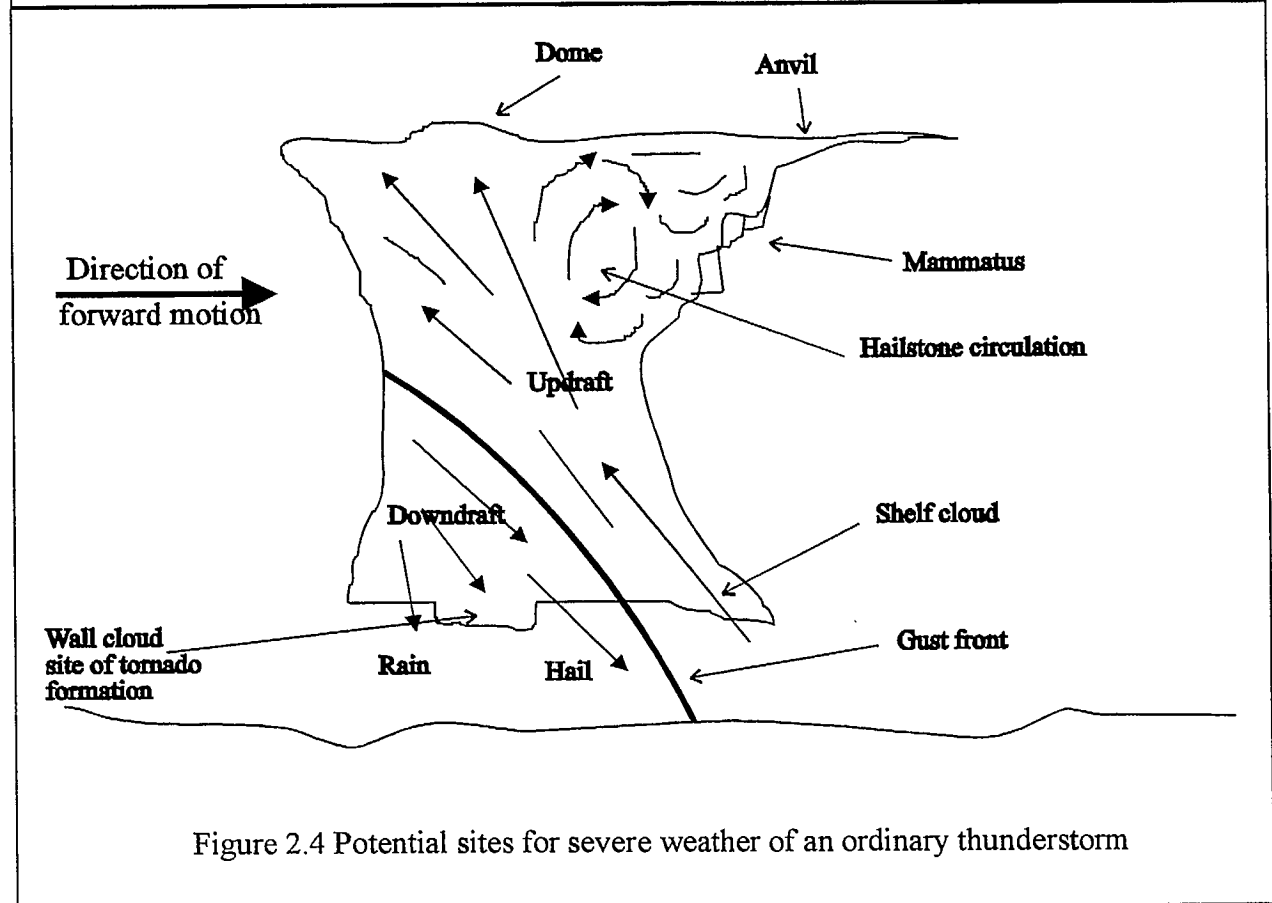 Dome
Anvil
Direction of
forward motion
Mammatus
Hailstone circulation
Updraft
Downdraft
Shelf cloud
Wall cloud
site of tornado
formation
Rain
Hail
Gust front
Figure 2.4 Potential sites for severe weather of an ordinary thunderstorm